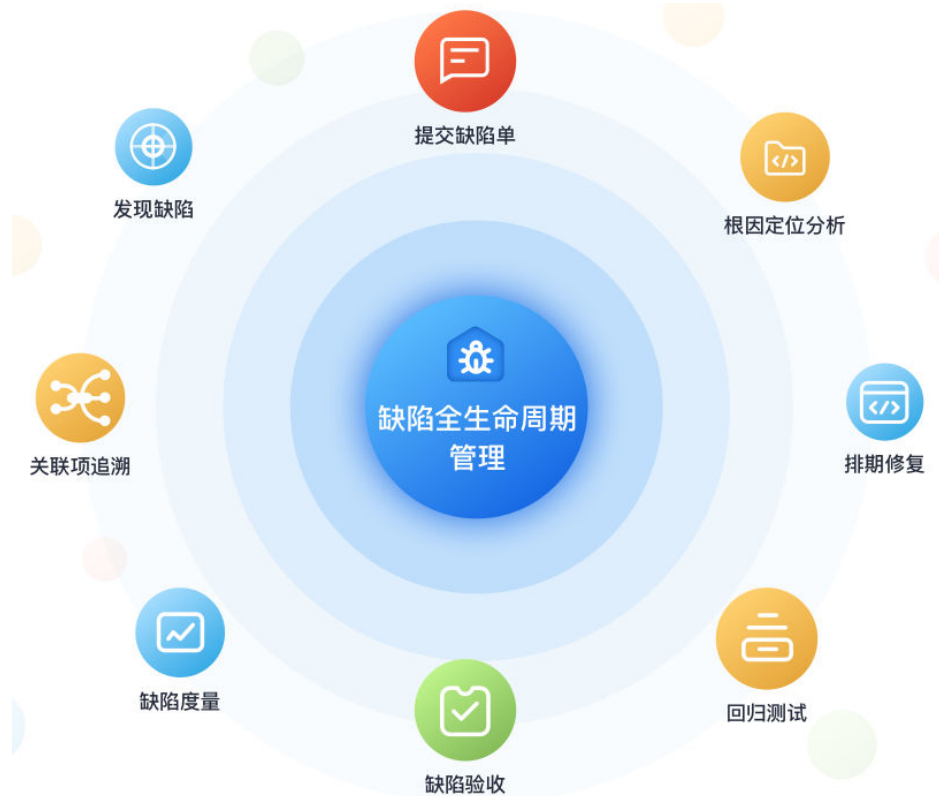 提交缺陷单
发现缺陷
根因定位分析
缺陷全生命周期
管理
关联项追溯
排期修复
缺陷度量
回归测试
缺陷验收